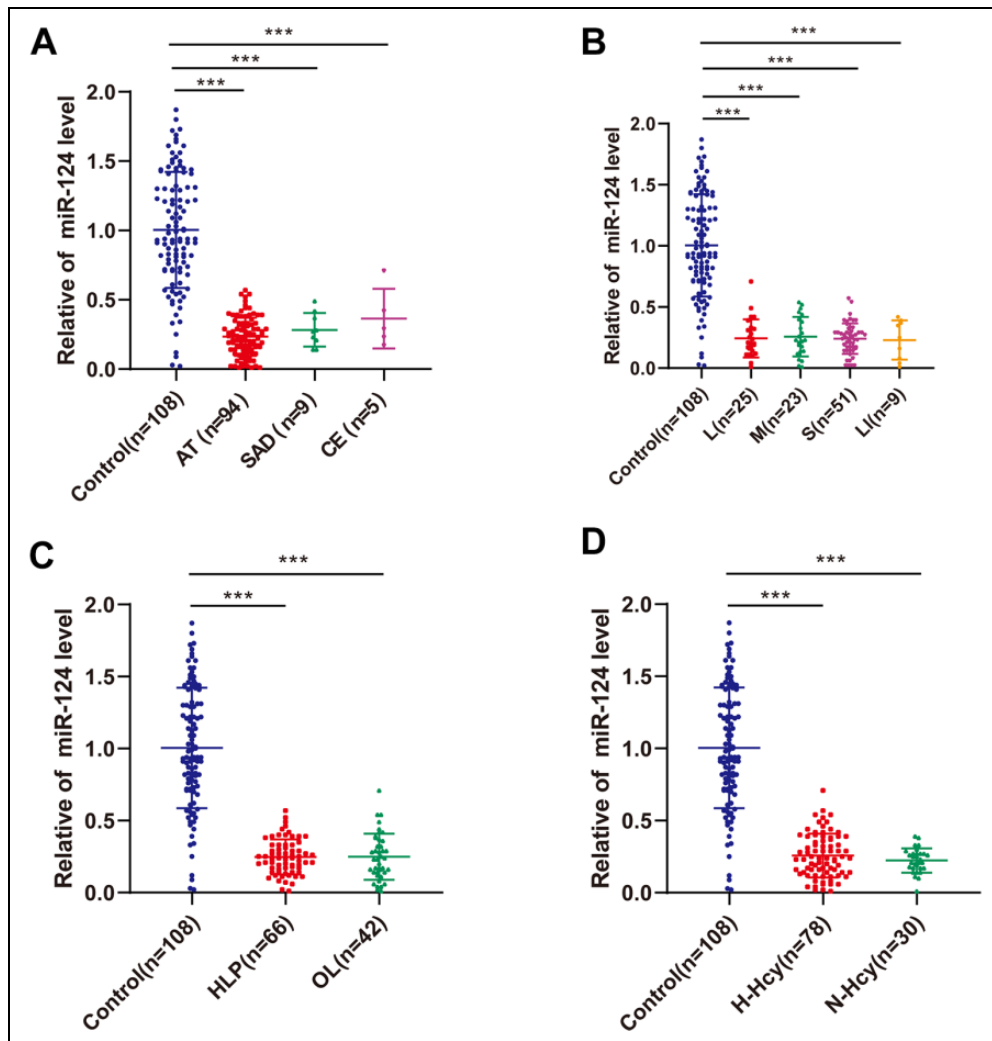 A
***
***
***
Relative of miR-124 level
2.0
1.5
1.0
0.5
0.0
Control(n=108)
AT (n=94)
SAD (n=9)
CE (n=5)
B
***
***
***
***
Relative of miR-124 level
2.0
1.5
1.0
0.5
0.0
Control(n=108)
L(n=25)
M(n=23)
S(n=51)
LI(n=9)
C
***
***
Relative of miR-124 level
2.0
1.5
1.0
0.5
0.0
Control(n=108)
HLP(n=66)
OL(n=42)
D
***
***
Relative of miR-124 level
2.0
1.5
1.0
0.5
0.0
Control(n=108)
H-Hcy(n=78)
N-Hcy(n=30)